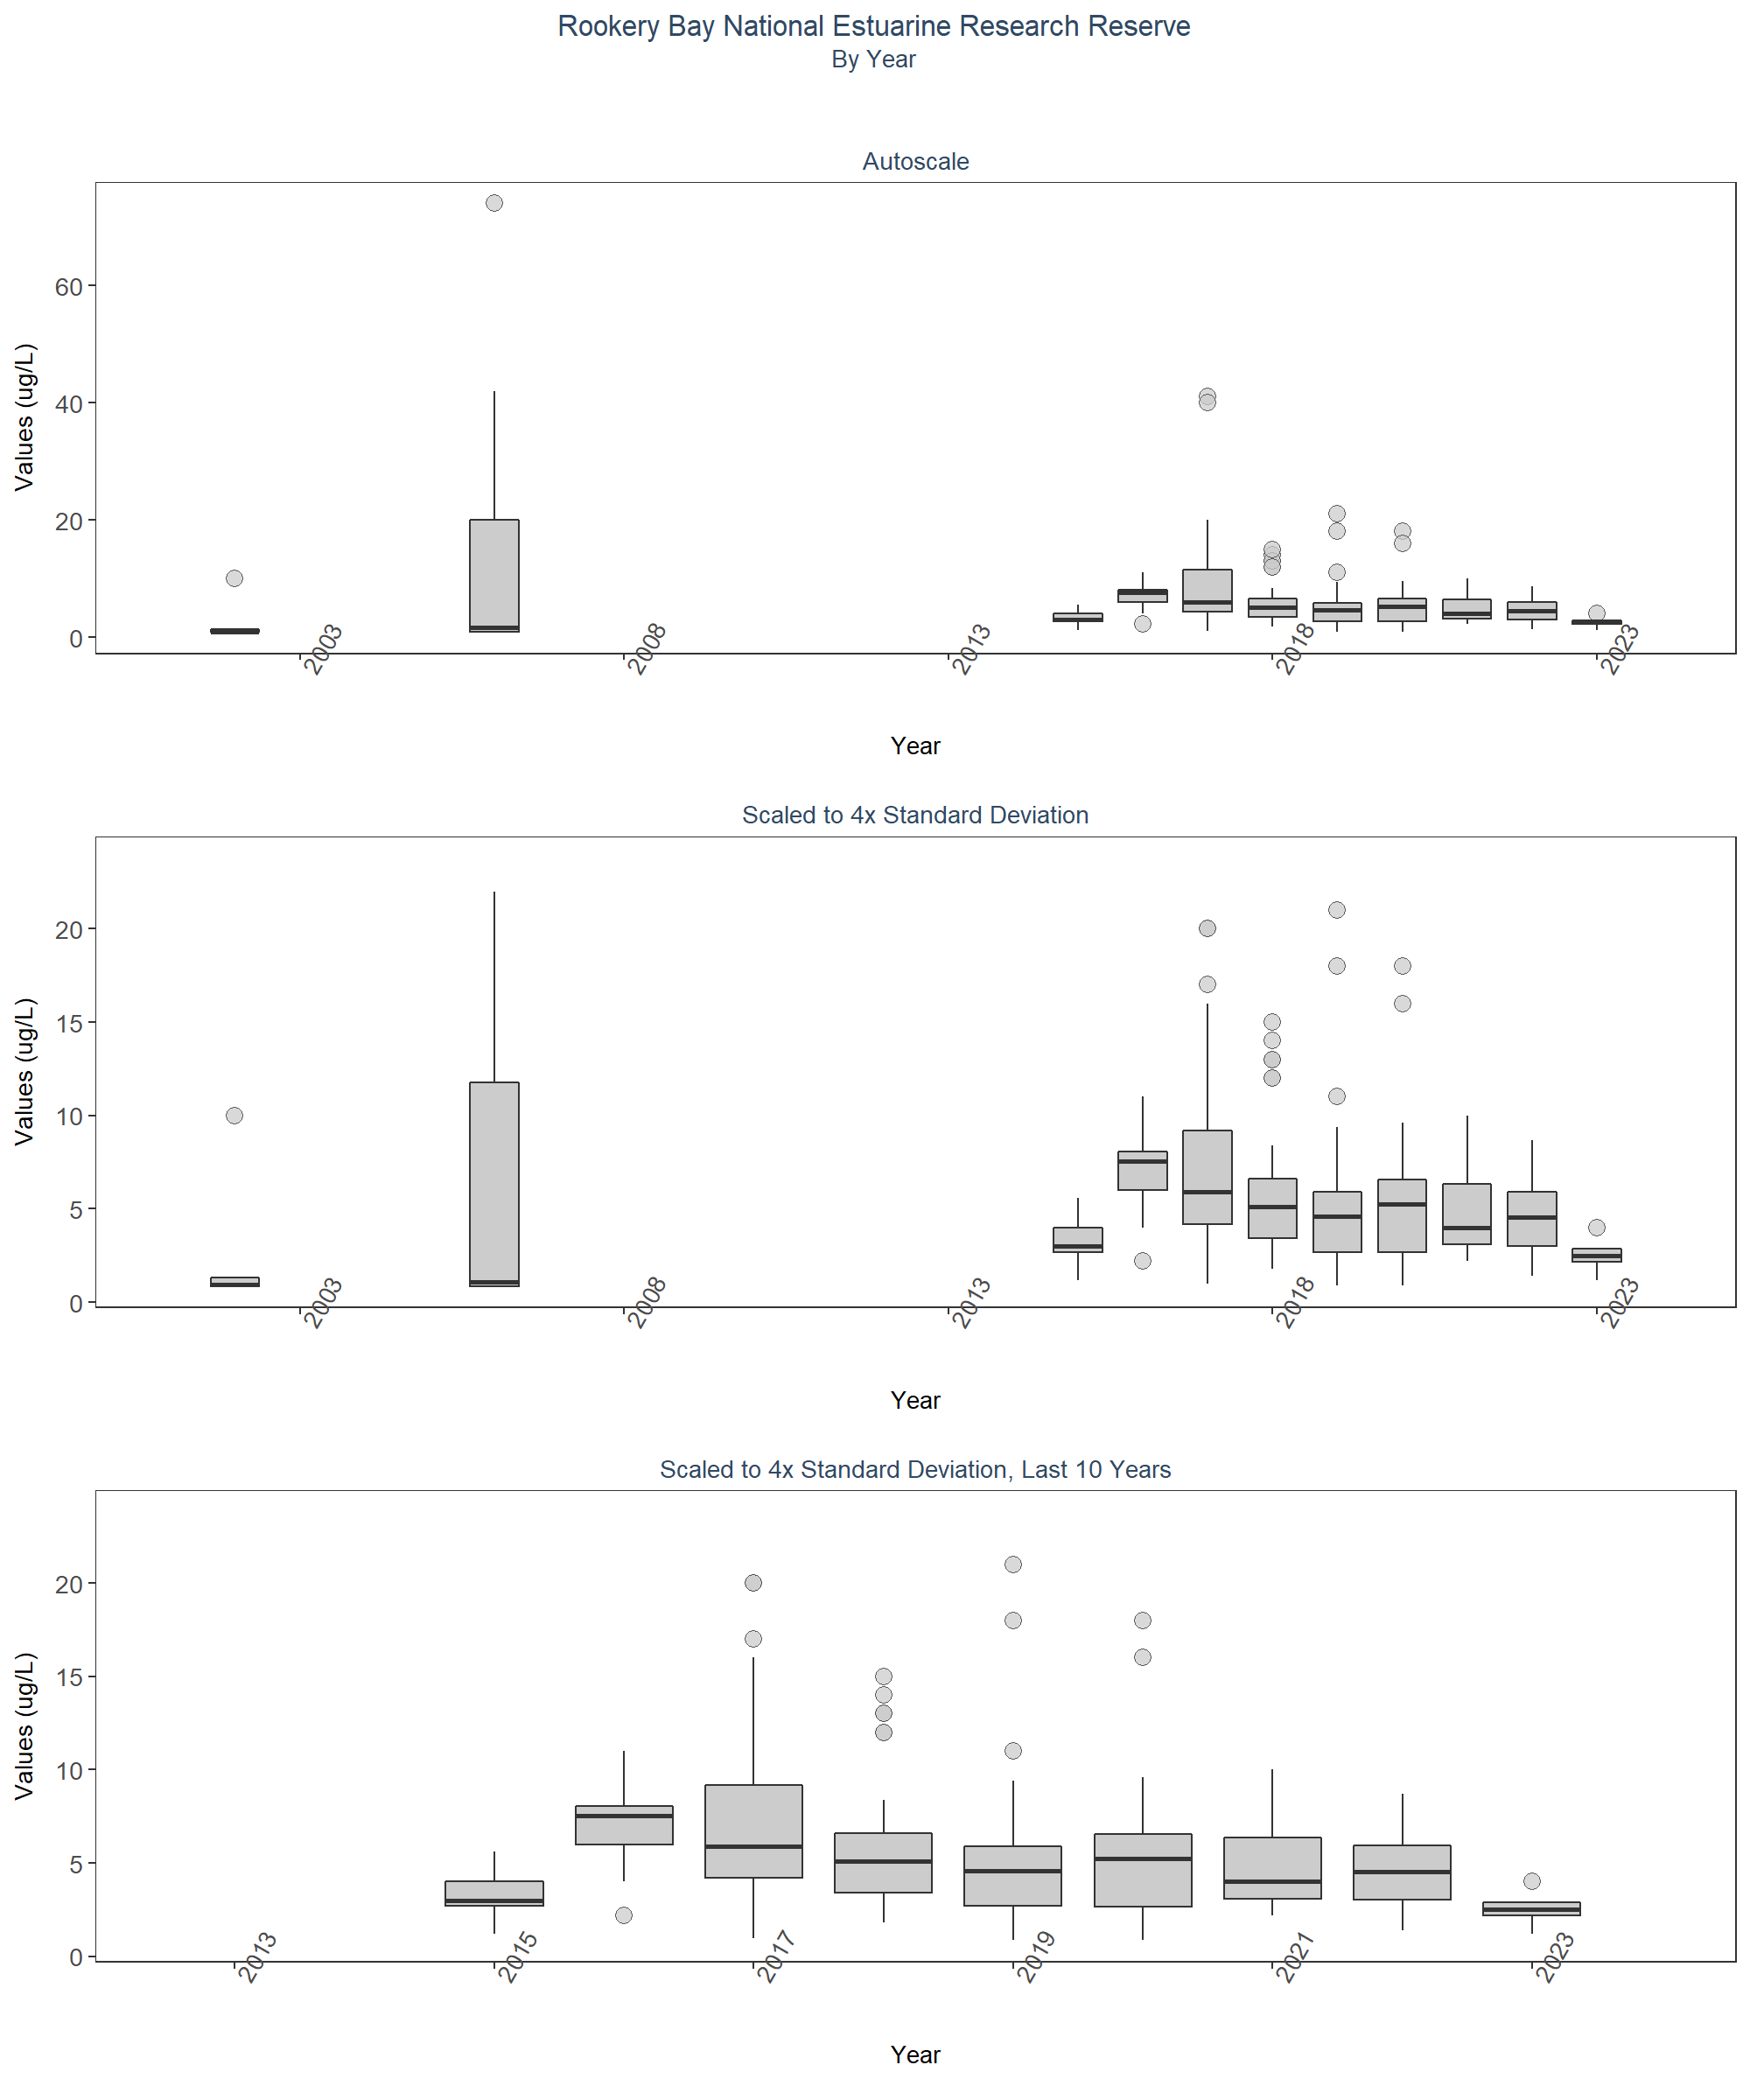 Rookery Bay National Estuarine Research Reserve
By Year
Autoscale
Values (ug/L)
60
40
20
0
2003
2008
2013
2018
2023
Year
Scaled to 4x Standard Deviation
Values (ug/L)
20
15
10
5
0
2003
2008
2013
2018
2023
Year
Scaled to 4x Standard Deviation, Last 10 Years
Values (ug/L)
20
15
10
5
0
2013
2015
2017
2019
2021
2023
Year